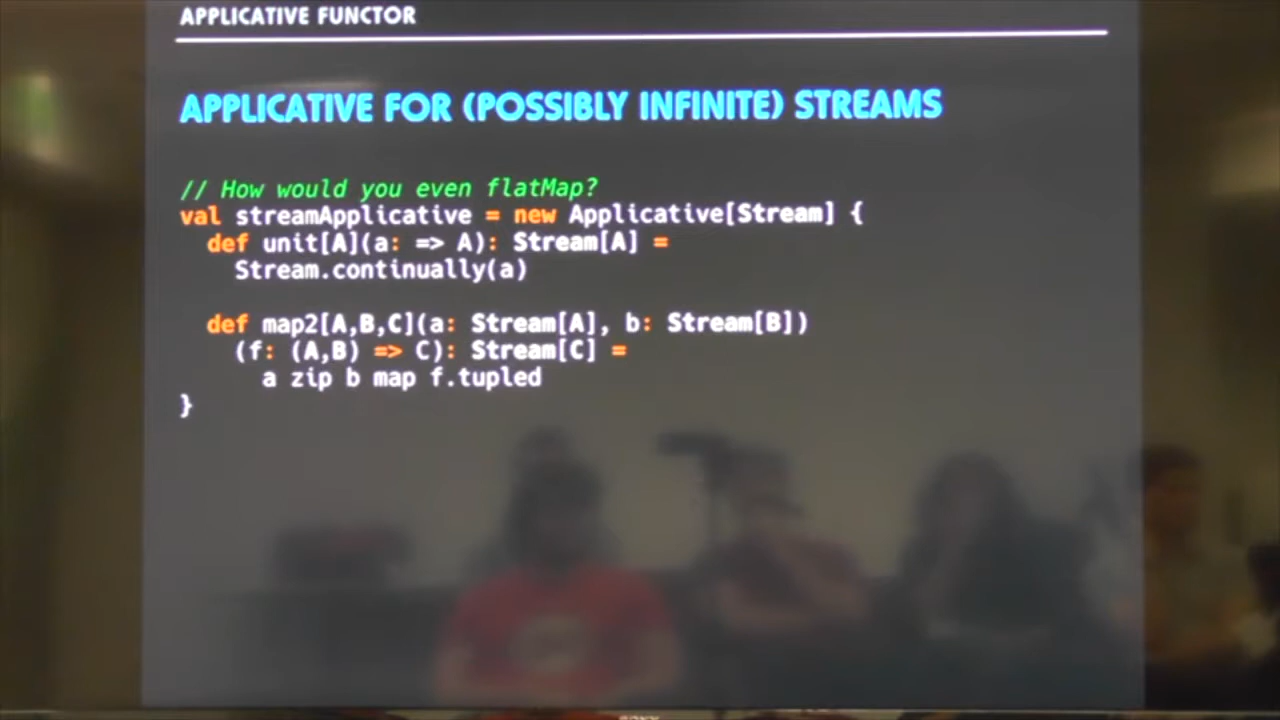 APPLICATIVE FUNCTOR
APPLICATIVE FOR (POSSIBLY INFINITE) STREAMS
// How would you even flatMap?
val streamApplicative = new Applicative[Stream] {
  def unit[A](a: => A): Stream[A] =
    Stream.continually(a)
  def map2[A,B,C](a: Stream[A], b: Stream[B])
    (f: (A,B) => C): Stream[C] =
      a zip b map f.tupled
}